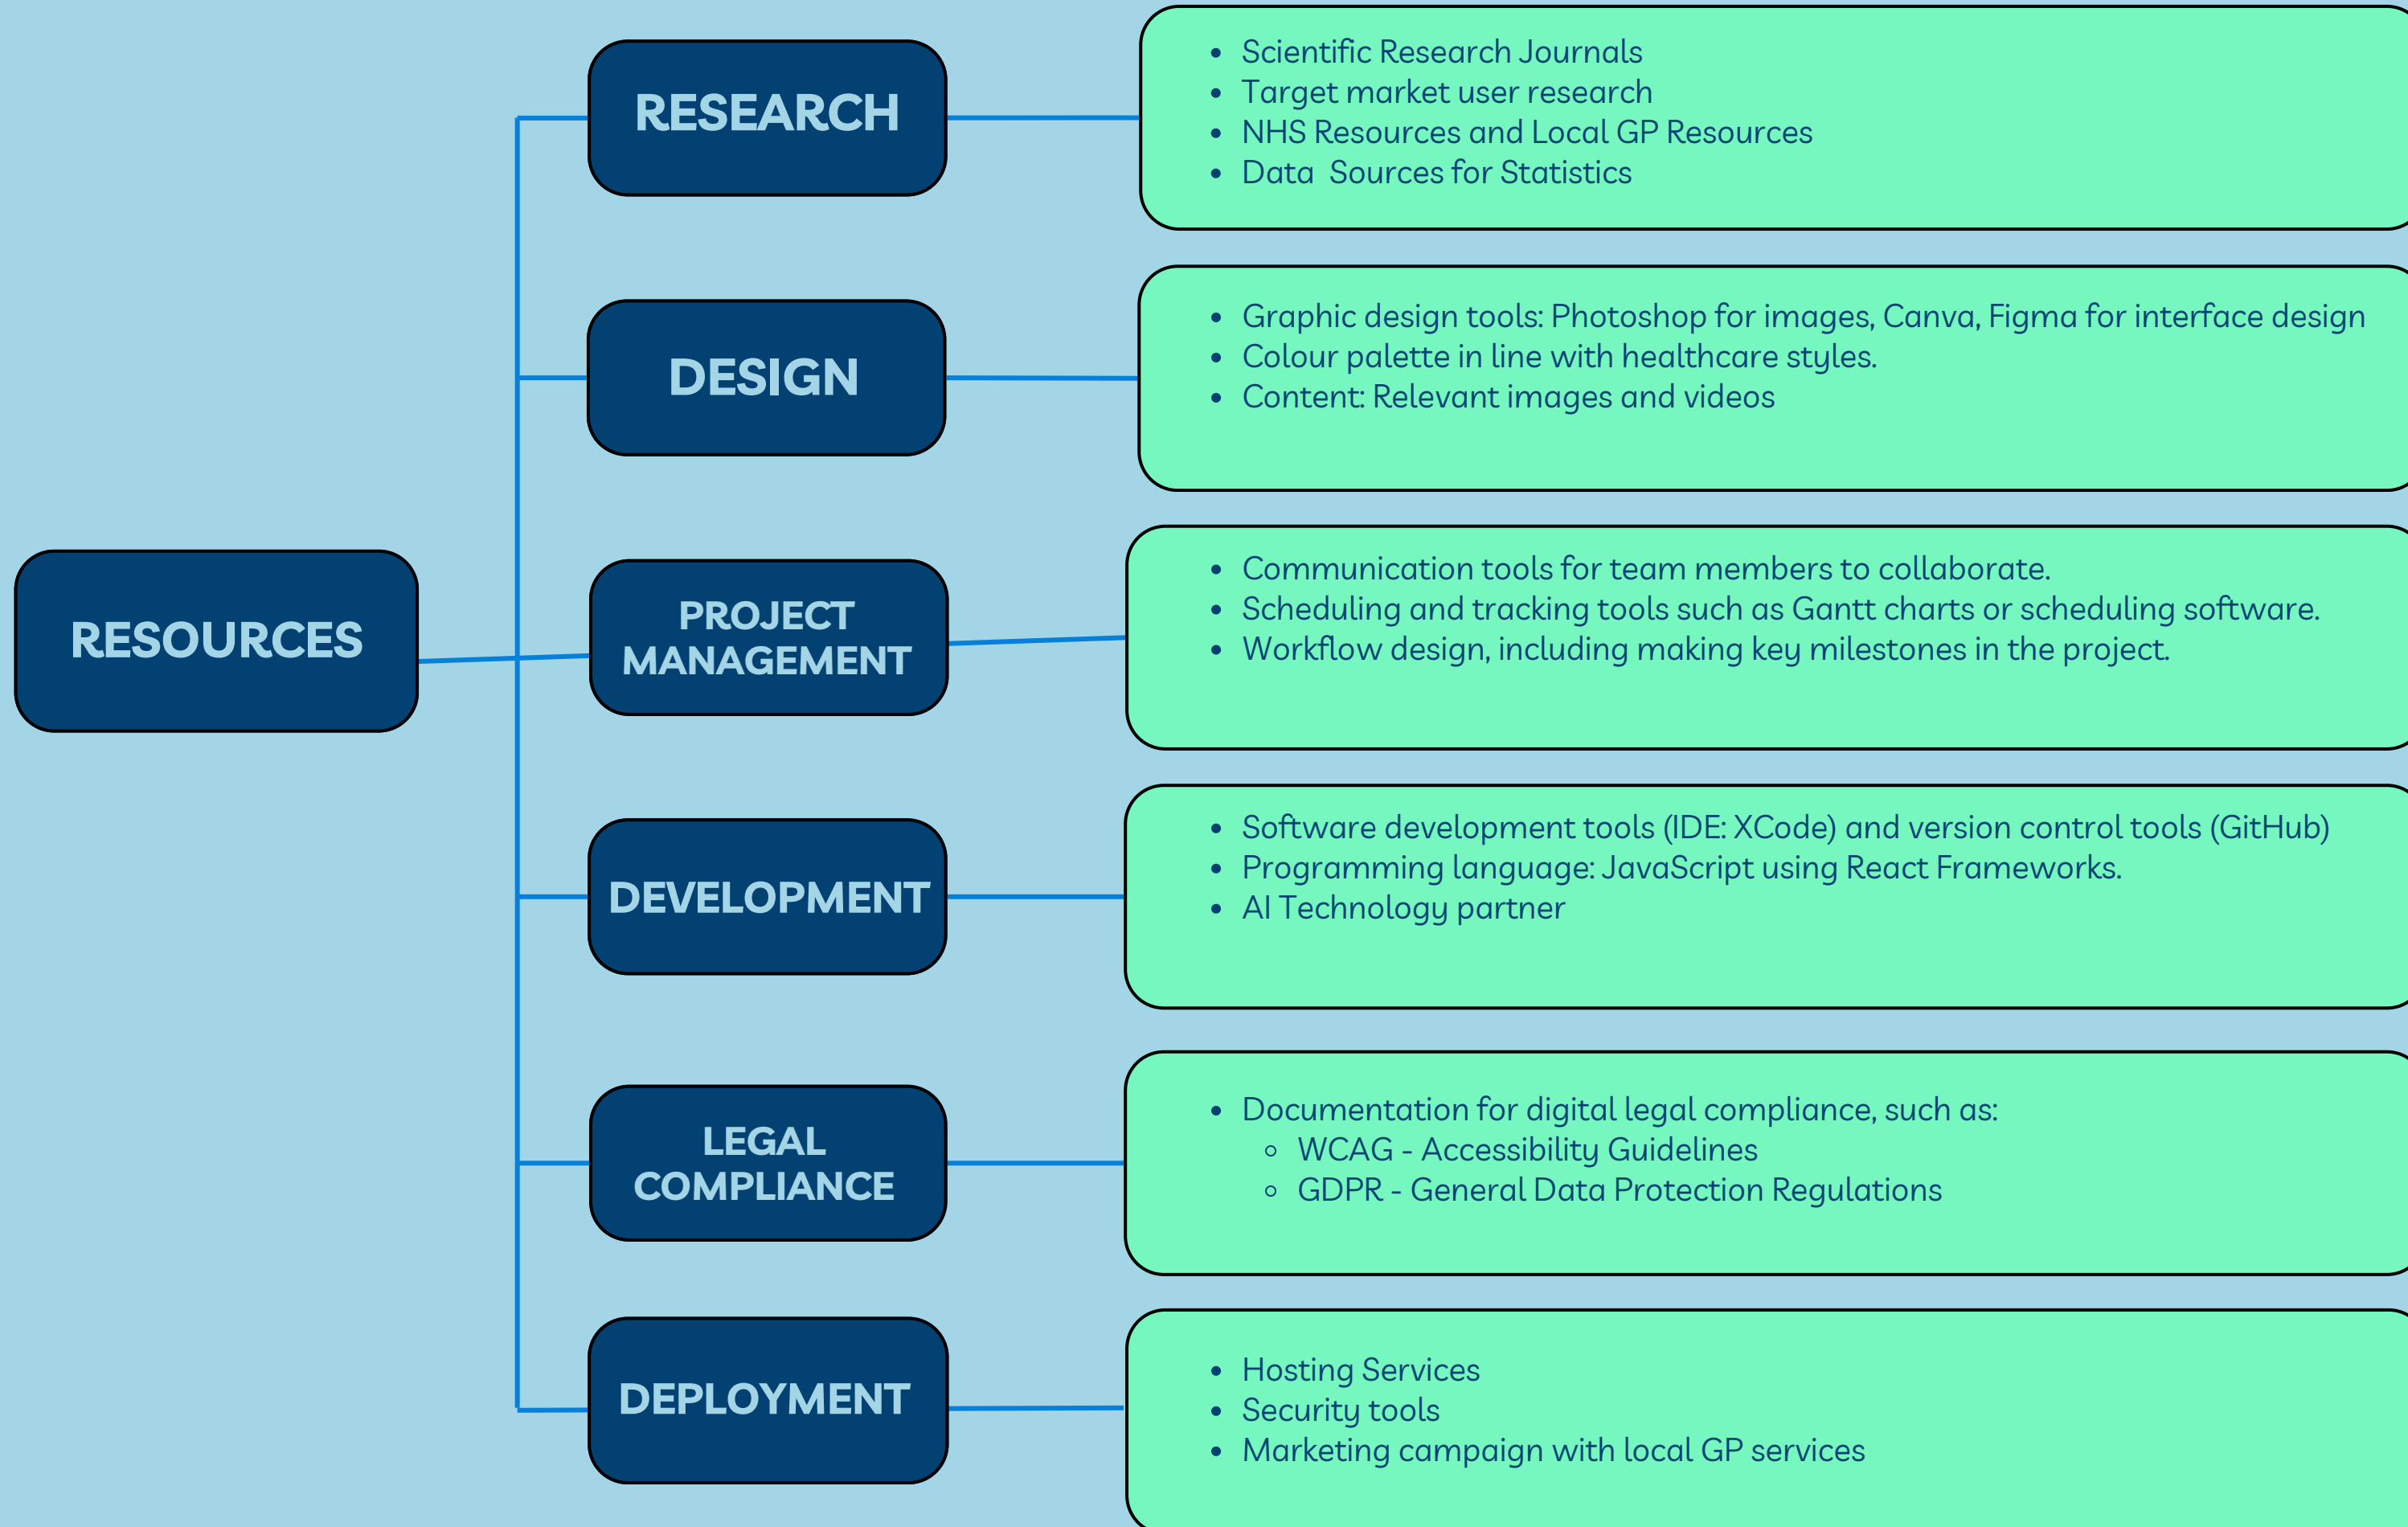 RESEARCH
• Scientific Research Journals
• Target market user research
• NHS Resources and Local GP Resources
• Data  Sources for Statistics
DESIGN
• Graphic design tools: Photoshop for images, Canva, Figma for interface design
• Colour palette in line with healthcare styles.
• Content: Relevant images and videos
RESOURCES
PROJECT
MANAGEMENT
• Communication tools for team members to collaborate.
• Scheduling and tracking tools such as Gantt charts or scheduling software.
• Workflow design, including making key milestones in the project.
DEVELOPMENT
• Software development tools (IDE: XCode) and version control tools (GitHub)
• Programming language: JavaScript using React Frameworks.
• AI Technology partner
LEGAL
COMPLIANCE
• Documentation for digital legal compliance, such as:
◦ WCAG - Accessibility Guidelines
◦ GDPR - General Data Protection Regulations
DEPLOYMENT
• Hosting Services
• Security tools
• Marketing campaign with local GP services